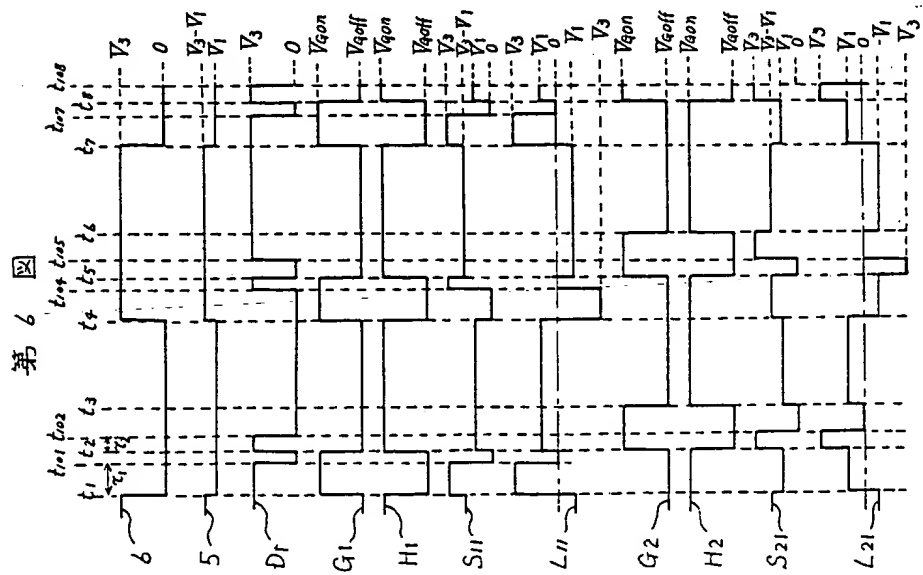 第 6 図
t1 t101 t2 t102 t3 t4 t104 t5 t105 t6 t7 t107 t8 t108
τ1 τ2
6
V3
0
5
V3-V1
V1
D1
V3
0
G1
VGon
VGoff
H1
VGon
VGoff
S11
V3
V3-V1
V1
0
L11
V3
V1
0
-V1
-V3
G2
VGon
VGoff
H2
VGon
VGoff
S21
V3
V3-V1
V1
0
L21
V3
V1
0
-V1
-V3